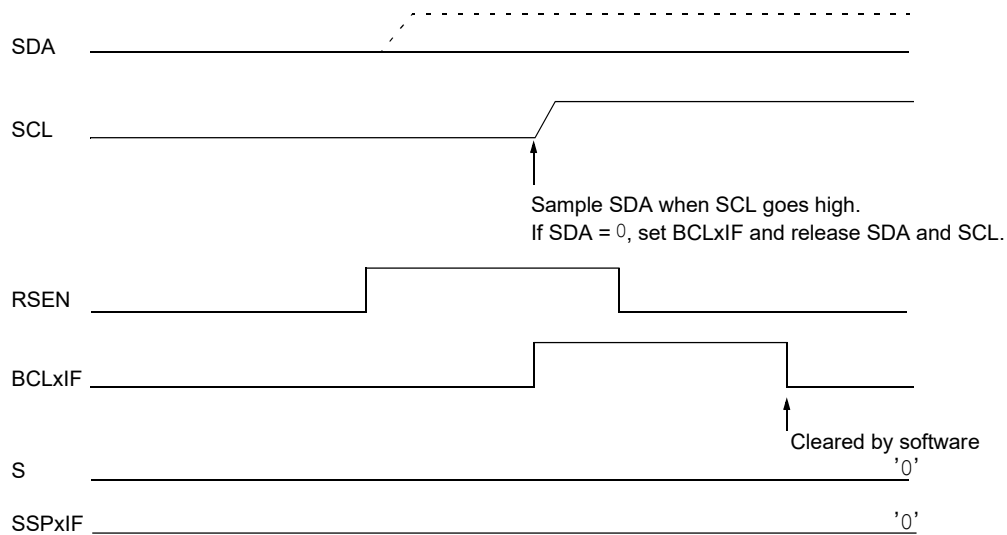 SDA
SCL
Sample SDA when SCL goes high.
If SDA = 0, set BCLxIF and release SDA and SCL.
RSEN
BCLxIF
Cleared by software
S
'0'
SSPxIF
'0'